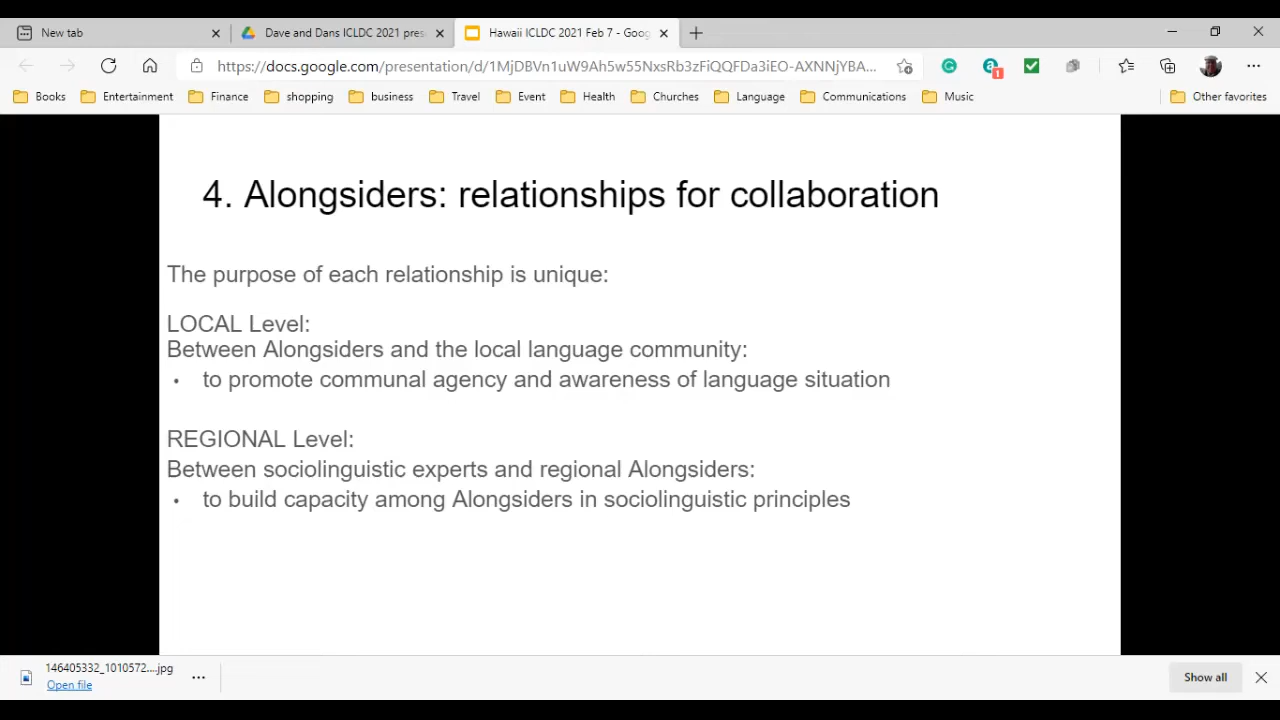 New tab
Dave and Dans ICLDC 2021 pres
Hawaii ICLDC 2021 Feb 7 - Goog
https://docs.google.com/presentation/d/1MjDBVn1uW9Ah5w55NxsRb3zFiQQFDa3iEO-AXNNjYBA...
1
Books Entertainment Finance shopping business Travel Event Health Churches Language Communications Music Other favorites
4. Alongsiders: relationships for collaboration
The purpose of each relationship is unique:
LOCAL Level:
Between Alongsiders and the local language community:
• to promote communal agency and awareness of language situation
REGIONAL Level:
Between sociolinguistic experts and regional Alongsiders:
• to build capacity among Alongsiders in sociolinguistic principles
146405332_1010572....jpg
Open file
Show all